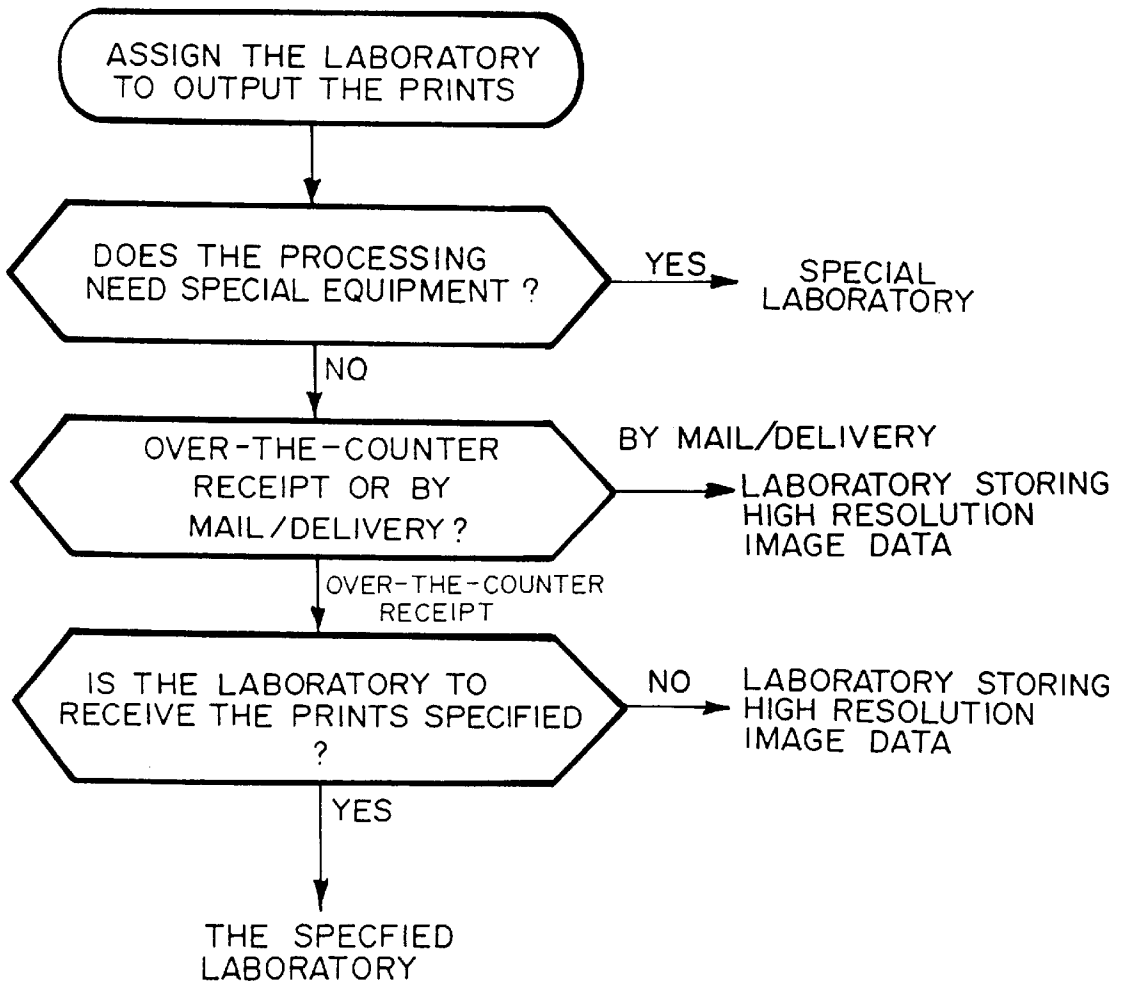 ASSIGN THE LABORATORY
TO OUTPUT THE PRINTS
DOES THE PROCESSING
NEED SPECIAL EQUIPMENT ?
YES
SPECIAL
LABORATORY
NO
OVER-THE-COUNTER
RECEIPT OR BY
MAIL/DELIVERY ?
BY MAIL/DELIVERY
LABORATORY STORING
HIGH RESOLUTION
IMAGE DATA
OVER-THE-COUNTER
RECEIPT
IS THE LABORATORY TO
RECEIVE THE PRINTS SPECIFIED
?
NO
LABORATORY STORING
HIGH RESOLUTION
IMAGE DATA
YES
THE SPECFIED
LABORATORY